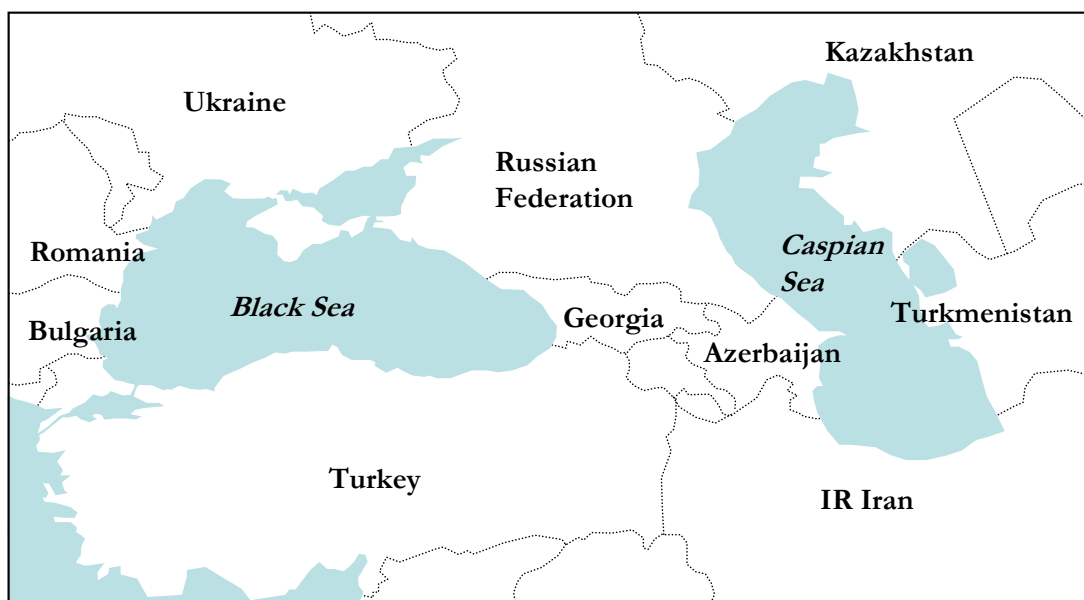 Kazakhstan
Ukraine
Russian
Federation
Romania
Caspian
Sea
Black Sea
Georgia
Turkmenistan
Bulgaria
Azerbaijan
Turkey
IR Iran